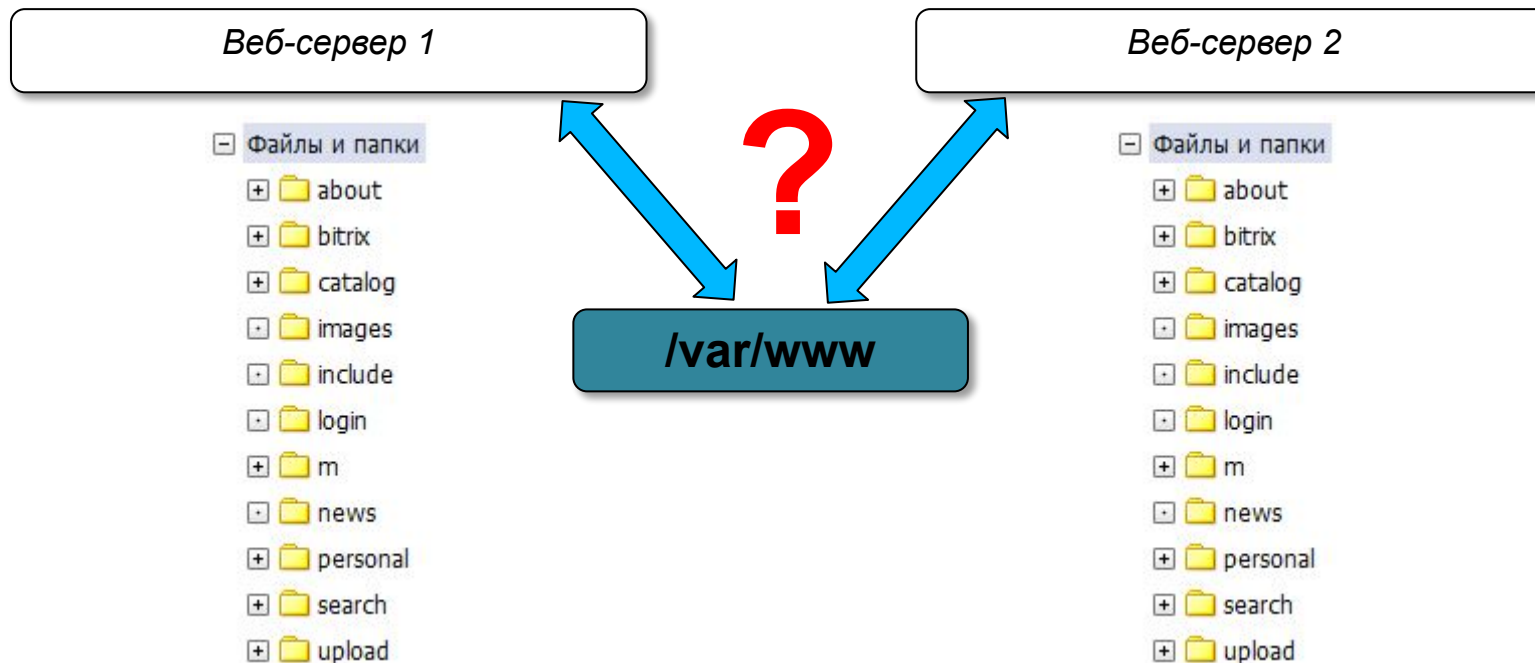 Веб-сервер 1
Веб-сервер 2
?
/var/www
Файлы и папки
about
bitrix
catalog
images
include
login
m
news
personal
search
upload
Файлы и папки
about
bitrix
catalog
images
include
login
m
news
personal
search
upload